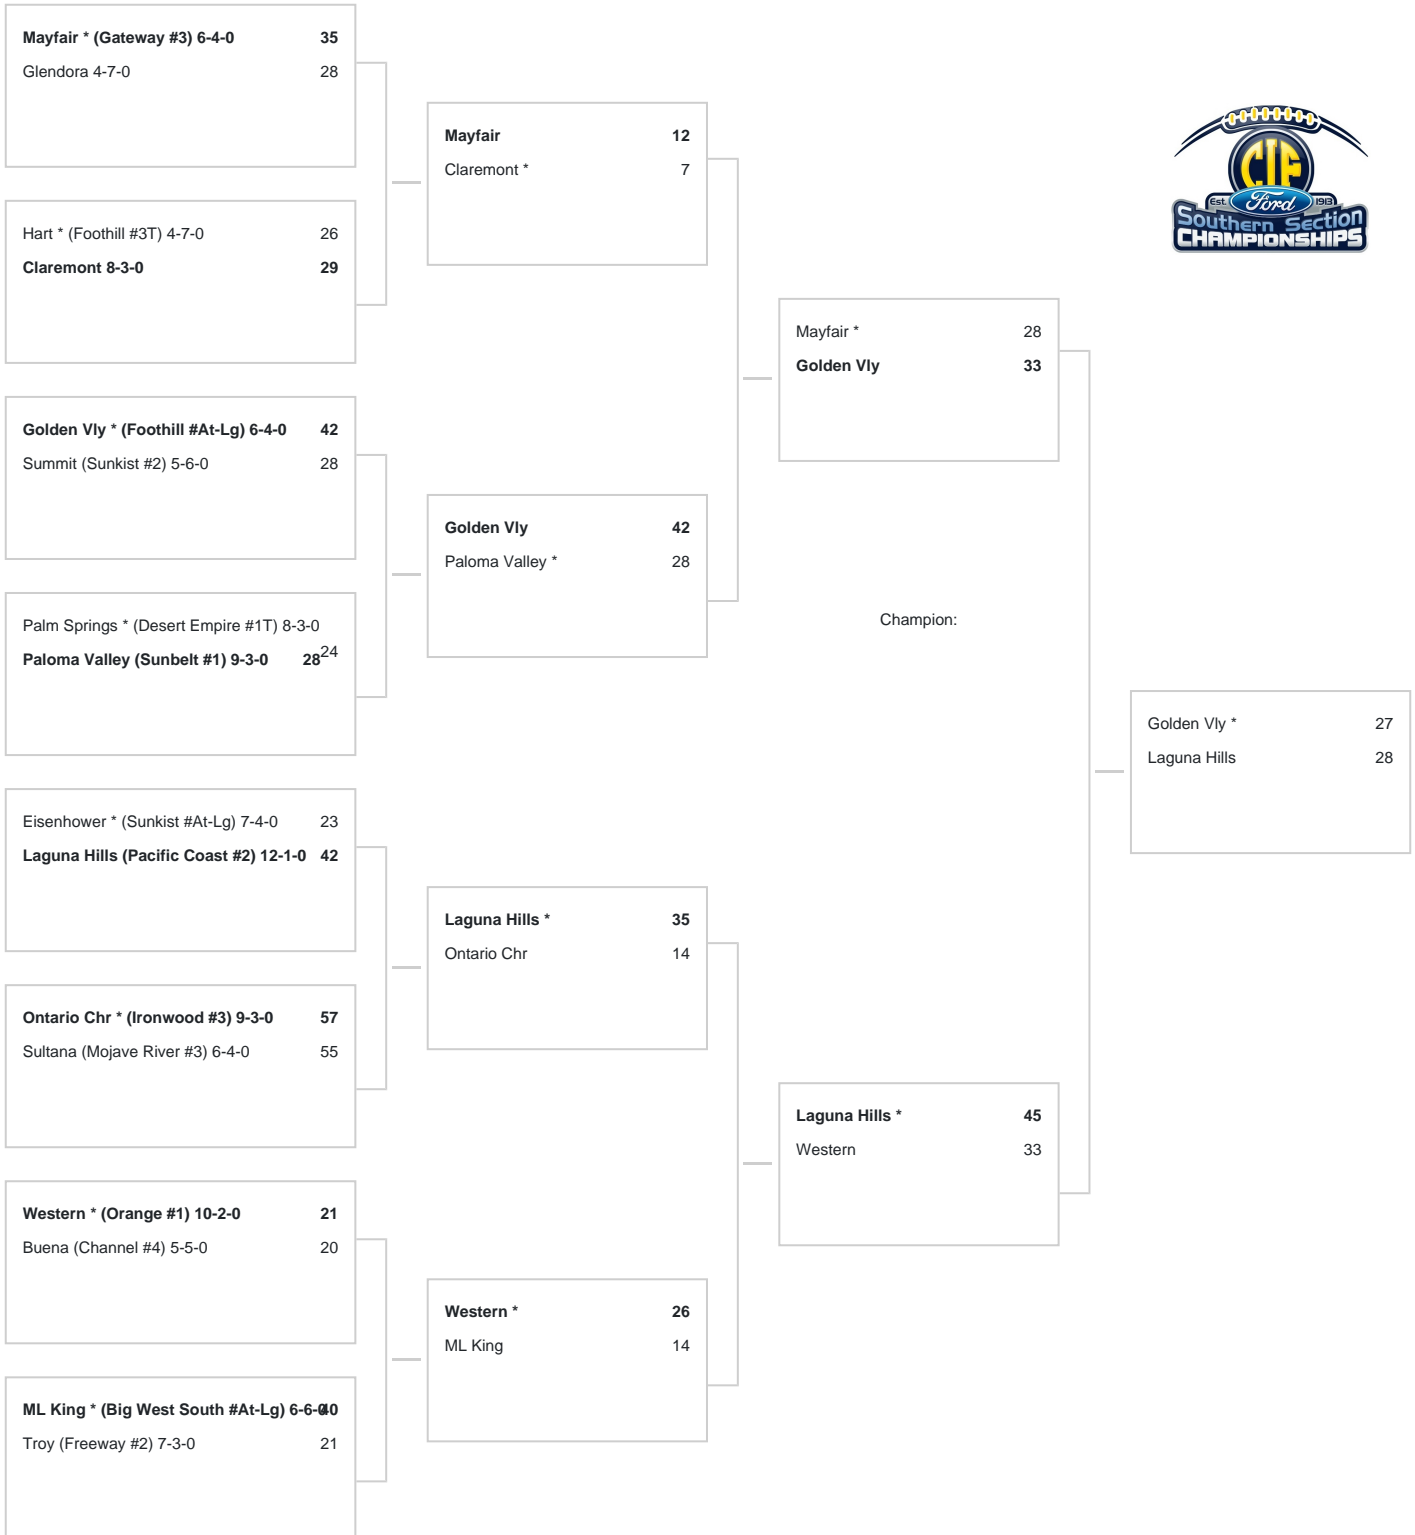 Mayfair * (Gateway #3) 6-4-0 35
Glendora 4-7-0 28
Hart * (Foothill #3T) 4-7-0 26
Claremont 8-3-0 29
Golden Vly * (Foothill #At-Lg) 6-4-0 42
Summit (Sunkist #2) 5-6-0 28
Palm Springs * (Desert Empire #1T) 8-3-0 24
Paloma Valley (Sunbelt #1) 9-3-0 28
Eisenhower * (Sunkist #At-Lg) 7-4-0 23
Laguna Hills (Pacific Coast #2) 12-1-0 42
Ontario Chr * (Ironwood #3) 9-3-0 57
Sultana (Mojave River #3) 6-4-0 55
Western * (Orange #1) 10-2-0 21
Buena (Channel #4) 5-5-0 20
ML King * (Big West South #At-Lg) 6-6-0 40
Troy (Freeway #2) 7-3-0 21
Mayfair 12
Claremont * 7
Golden Vly 42
Paloma Valley * 28
Laguna Hills * 35
Ontario Chr 14
Western * 26
ML King 14
Mayfair * 28
Golden Vly 33
Laguna Hills * 45
Western 33
Champion:
Golden Vly * 27
Laguna Hills 28
CIF
Est. Ford 1913
Southern Section
CHAMPIONSHIPS